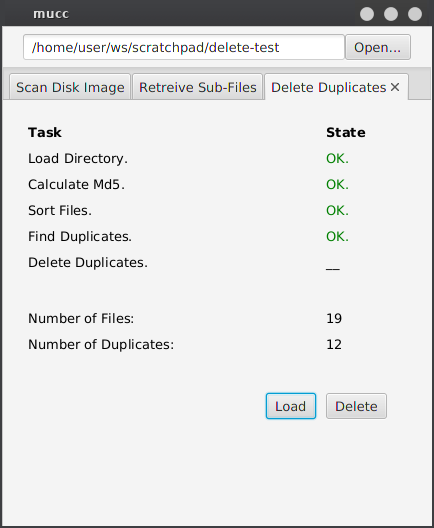 mucc
/home/user/ws/scratchpad/delete-test Open...
Scan Disk Image Retreive Sub-Files Delete Duplicates
Task State
Load Directory. OK.
Calculate Md5. OK.
Sort Files. OK.
Find Duplicates. OK.
Delete Duplicates. __
Number of Files: 19
Number of Duplicates: 12
Load Delete